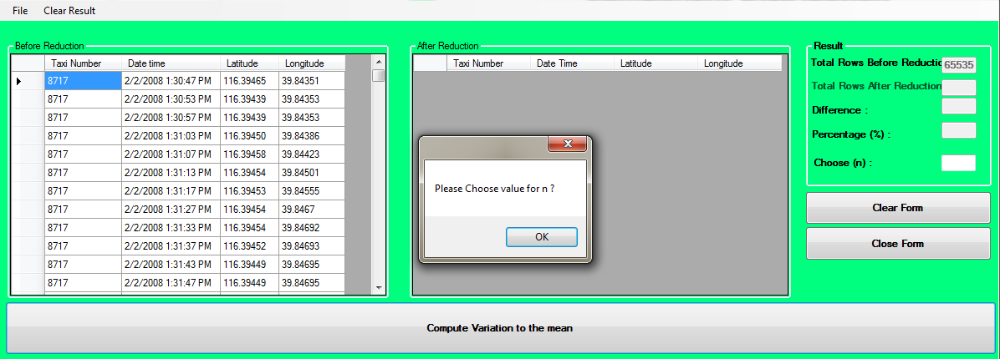 File Clear Result
Before Reduction
Taxi Number Date time Latitude Longitude
8717 2/2/2008 1:30:47 PM 116.39465 39.84351
8717 2/2/2008 1:30:53 PM 116.39439 39.84353
8717 2/2/2008 1:30:57 PM 116.39439 39.84353
8717 2/2/2008 1:31:03 PM 116.39450 39.84386
8717 2/2/2008 1:31:07 PM 116.39458 39.84423
8717 2/2/2008 1:31:13 PM 116.39454 39.84501
8717 2/2/2008 1:31:17 PM 116.39453 39.84555
8717 2/2/2008 1:31:27 PM 116.39454 39.8467
8717 2/2/2008 1:31:33 PM 116.39454 39.84692
8717 2/2/2008 1:31:37 PM 116.39452 39.84693
8717 2/2/2008 1:31:43 PM 116.39449 39.84695
8717 2/2/2008 1:31:47 PM 116.39449 39.84695
After Reduction
Taxi Number Date Time Latitude Longitude
Please Choose value for n ?
OK
Result
Total Rows Before Reductio 65535
Total Rows After Reduction
Difference :
Percentage (%) :
Choose (n) :
Clear Form
Close Form
Compute Variation to the mean